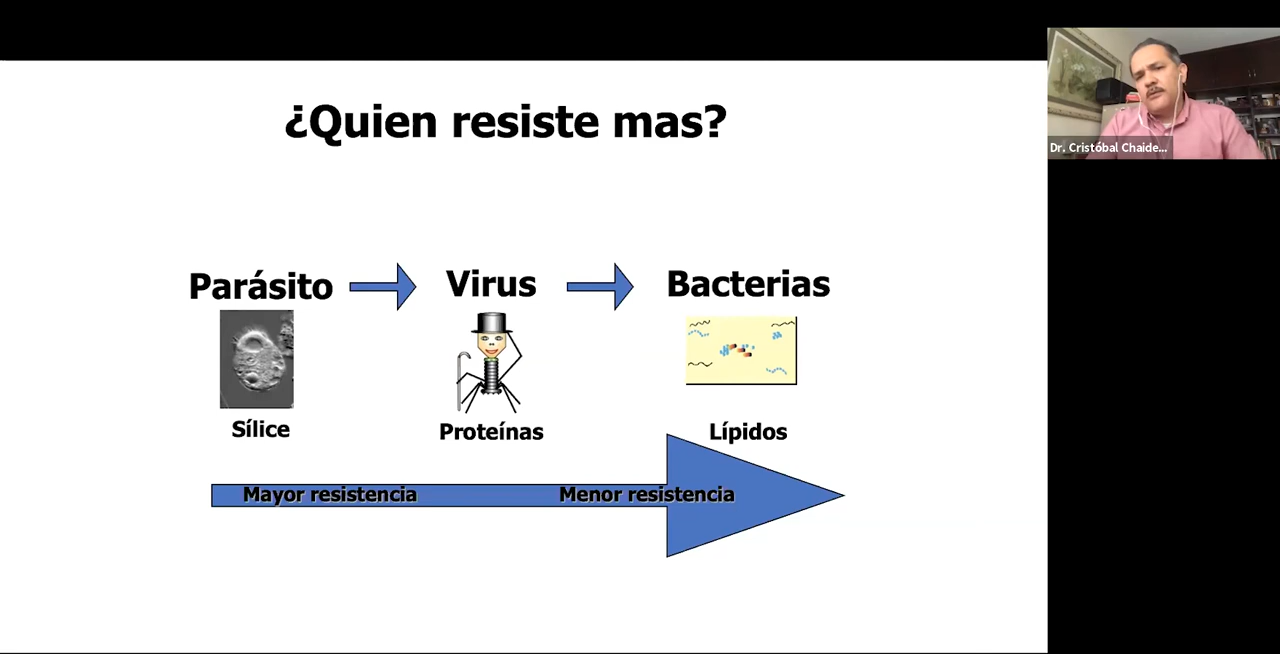 ¿Quien resiste mas?
Parásito Virus Bacterias
Sílice Proteínas Lípidos
Mayor resistencia Menor resistencia
Dr. Cristóbal Chaide...